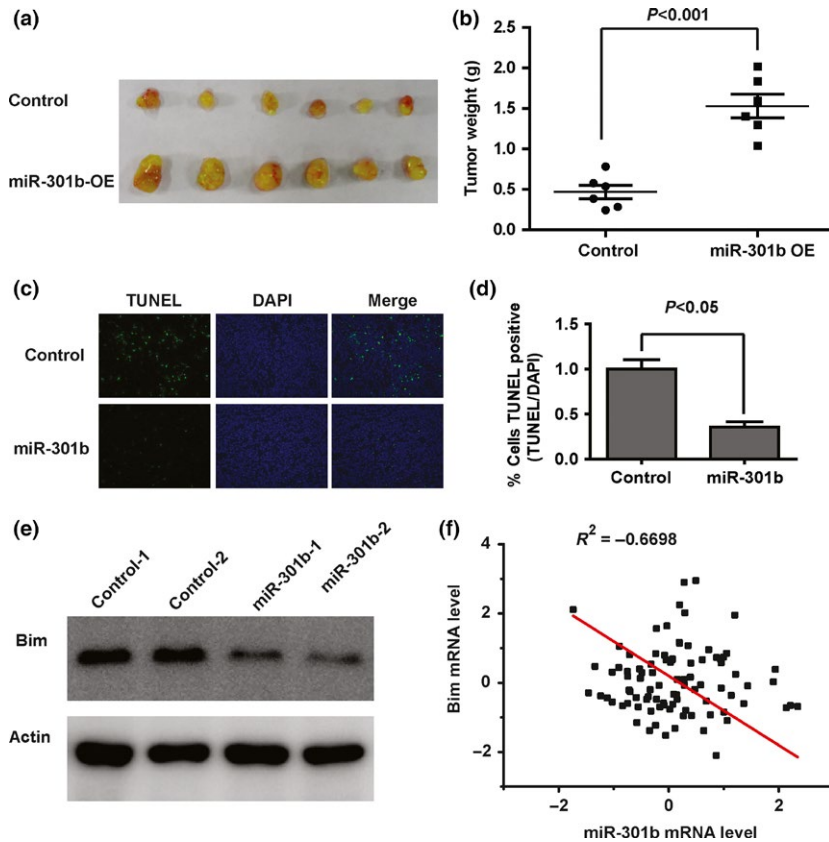 (a)
Control
miR-301b-OE
(b)
P<0.001
Tumor weight (g)
2.5
2.0
1.5
1.0
0.5
0.0
Control
miR-301b OE
(c)
TUNEL
DAPI
Merge
Control
miR-301b
(d)
P<0.05
% Cells TUNEL positive
(TUNEL/DAPI)
1.5
1.0
0.5
0.0
Control
miR-301b
(e)
Control-1
Control-2
miR-301b-1
miR-301b-2
Bim
Actin
(f)
R² = –0.6698
Bim mRNA level
4
2
0
–2
–2
0
2
miR-301b mRNA level